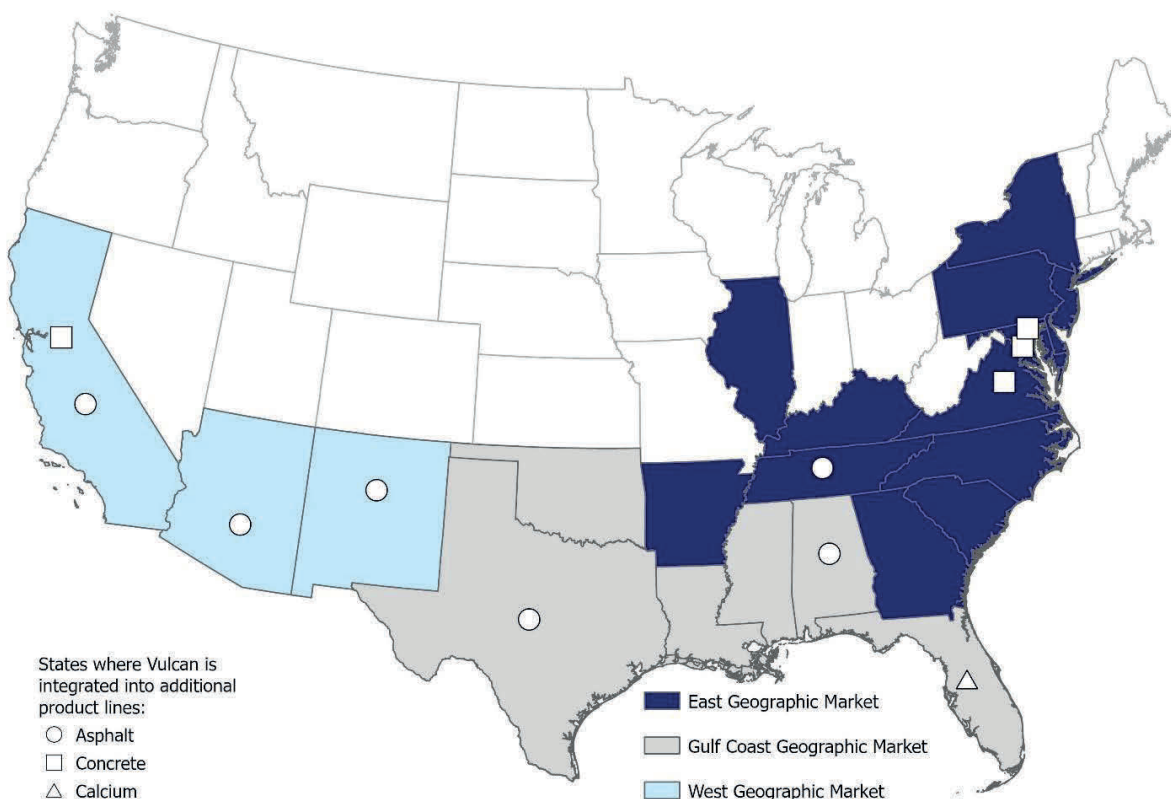 States where Vulcan is
integrated into additional
product lines:
Asphalt
Concrete
Calcium
East Geographic Market
Gulf Coast Geographic Market
West Geographic Market